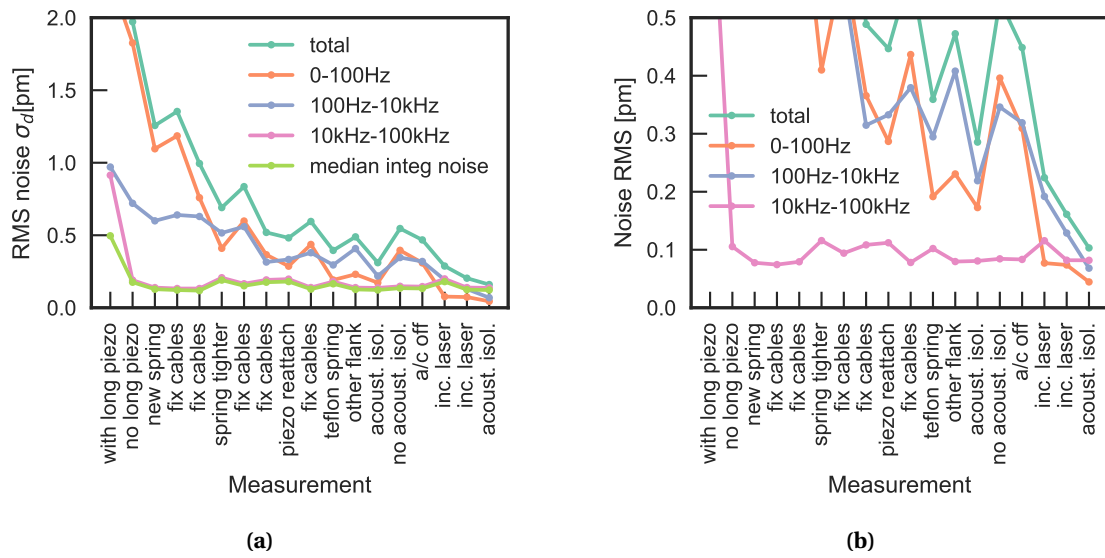 2.0
1.5
1.0
0.5
0.0
RMS noise σd[pm]
total
0-100Hz
100Hz-10kHz
10kHz-100kHz
median integ noise
with long piezo
no long piezo
new spring
fix cables
fix cables
spring tighter
fix cables
fix cables
piezo reattach
fix cables
teflon spring
other flank
acoust. isol.
no acoust. isol.
a/c off
inc. laser
inc. laser
acoust. isol.
Measurement
(a)
0.5
0.4
0.3
0.2
0.1
0.0
Noise RMS [pm]
total
0-100Hz
100Hz-10kHz
10kHz-100kHz
with long piezo
no long piezo
new spring
fix cables
fix cables
spring tighter
fix cables
fix cables
piezo reattach
fix cables
teflon spring
other flank
acoust. isol.
no acoust. isol.
a/c off
inc. laser
inc. laser
acoust. isol.
Measurement
(b)